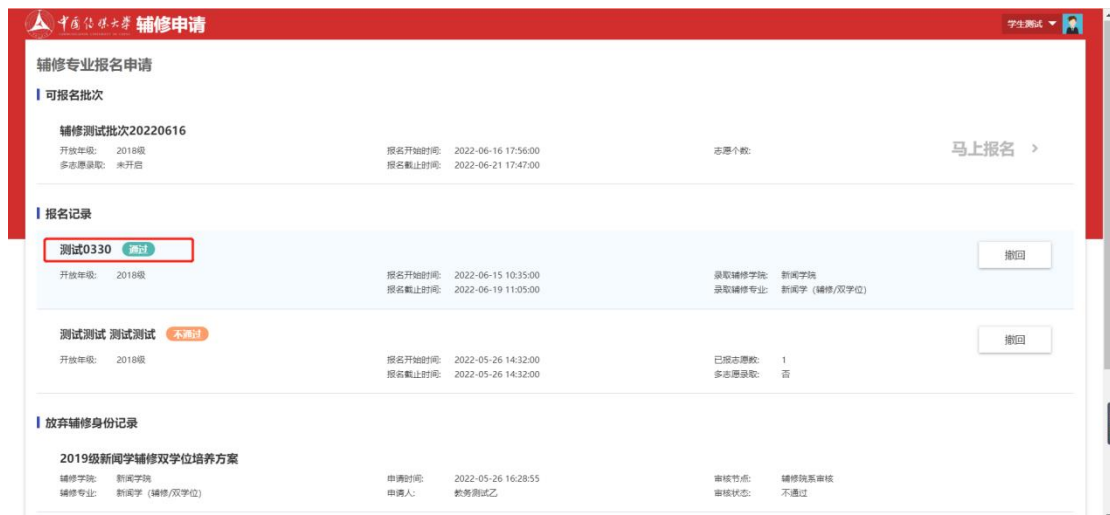 中国传媒大学 辅修申请 学生测试
辅修专业报名申请
可报名批次
辅修测试批次20220616
开放年级: 2018级 报名开始时间: 2022-06-16 17:56:00 志愿个数: 马上报名 >
多志愿录取: 未开启 报名截止时间: 2022-06-21 17:47:00
报名记录
测试0330 通过 撤回
开放年级: 2018级 报名开始时间: 2022-06-15 10:35:00 录取辅修学院: 新闻学院
报名截止时间: 2022-06-19 11:05:00 录取辅修专业: 新闻学（辅修/双学位）
测试测试 测试测试 不通过 撤回
开放年级: 2018级 报名开始时间: 2022-05-26 14:32:00 已报志愿数: 1
报名截止时间: 2022-05-26 14:32:00 多志愿录取: 否
放弃辅修身份记录
2019级新闻学辅修双学位培养方案
辅修学院: 新闻学院 申请时间: 2022-05-26 16:28:55 审核节点: 辅修院系审核
辅修专业: 新闻学（辅修/双学位） 申请人: 教务测试乙 审核状态: 不通过